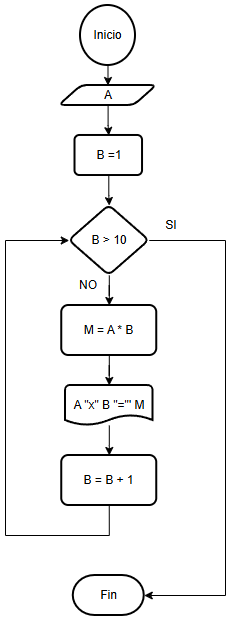 Inicio
A
B =1
B > 10
SI
NO
M = A * B
A "x" B "="' M
B = B + 1
Fin